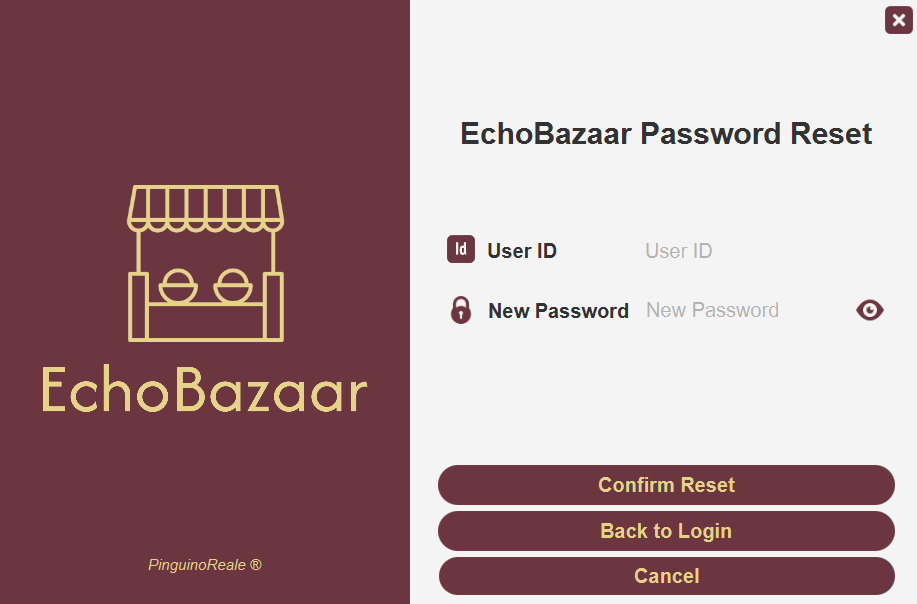 EchoBazaar
PinguinoReale ®
EchoBazaar Password Reset
Id User ID User ID
New Password New Password
Confirm Reset
Back to Login
Cancel